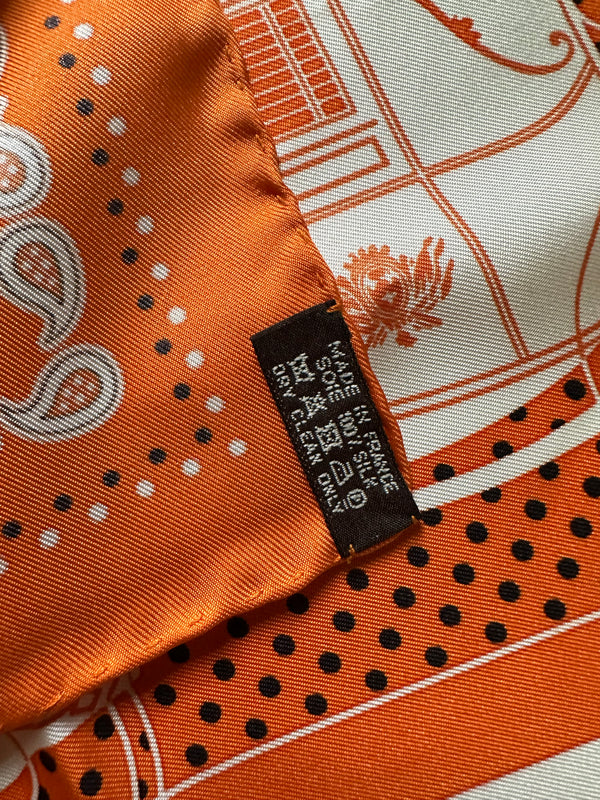 MADE IN FRANCE
SOIE 100% SILK
DRY CLEAN ONLY